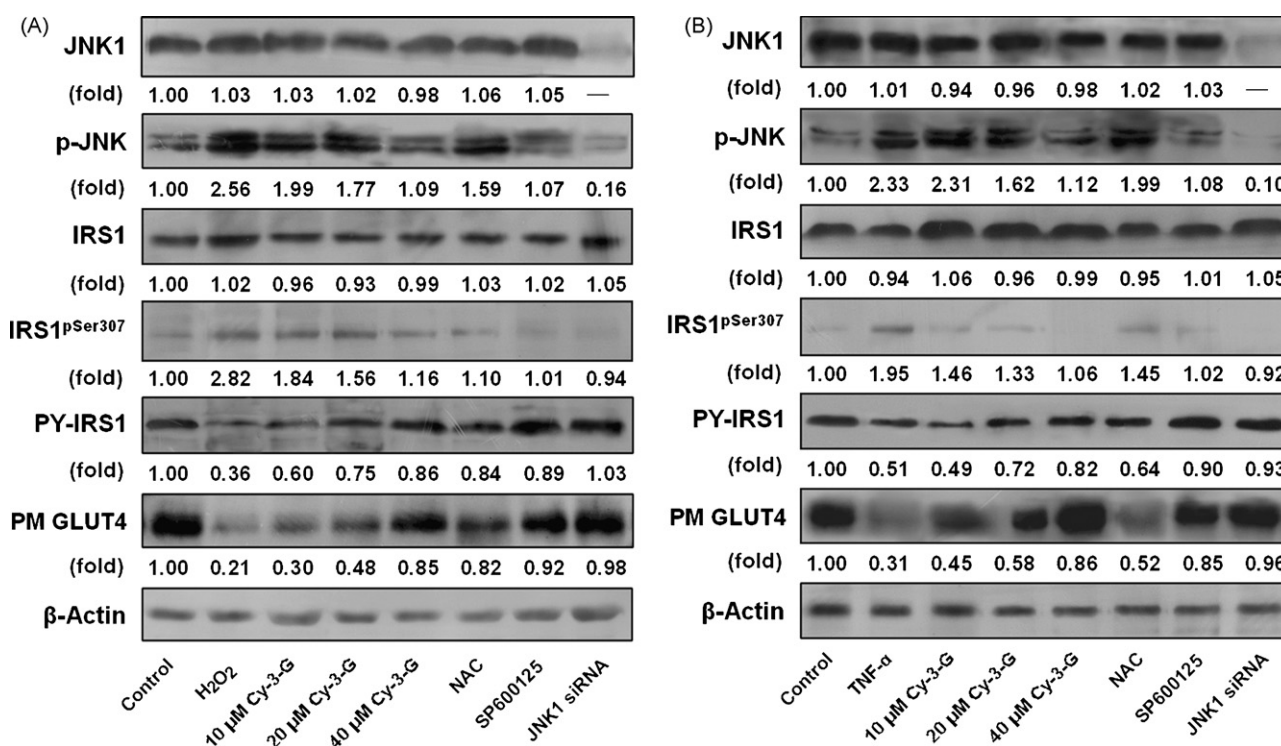 (A)
JNK1
(fold) 1.00 1.03 1.03 1.02 0.98 1.06 1.05 —
p-JNK
(fold) 1.00 2.56 1.99 1.77 1.09 1.59 1.07 0.16
IRS1
(fold) 1.00 1.02 0.96 0.93 0.99 1.03 1.02 1.05
IRS1pSer307
(fold) 1.00 2.82 1.84 1.56 1.16 1.10 1.01 0.94
PY-IRS1
(fold) 1.00 0.36 0.60 0.75 0.86 0.84 0.89 1.03
PM GLUT4
(fold) 1.00 0.21 0.30 0.48 0.85 0.82 0.92 0.98
β-Actin
Control
H₂O₂
10 μM Cy-3-G
20 μM Cy-3-G
40 μM Cy-3-G
NAC
SP600125
JNK1 siRNA
(B)
JNK1
(fold) 1.00 1.01 0.94 0.96 0.98 1.02 1.03 —
p-JNK
(fold) 1.00 2.33 2.31 1.62 1.12 1.99 1.08 0.10
IRS1
(fold) 1.00 0.94 1.06 0.96 0.99 0.95 1.01 1.05
IRS1pSer307
(fold) 1.00 1.95 1.46 1.33 1.06 1.45 1.02 0.92
PY-IRS1
(fold) 1.00 0.51 0.49 0.72 0.82 0.64 0.90 0.93
PM GLUT4
(fold) 1.00 0.31 0.45 0.58 0.86 0.52 0.85 0.96
β-Actin
Control
TNF-α
10 μM Cy-3-G
20 μM Cy-3-G
40 μM Cy-3-G
NAC
SP600125
JNK1 siRNA